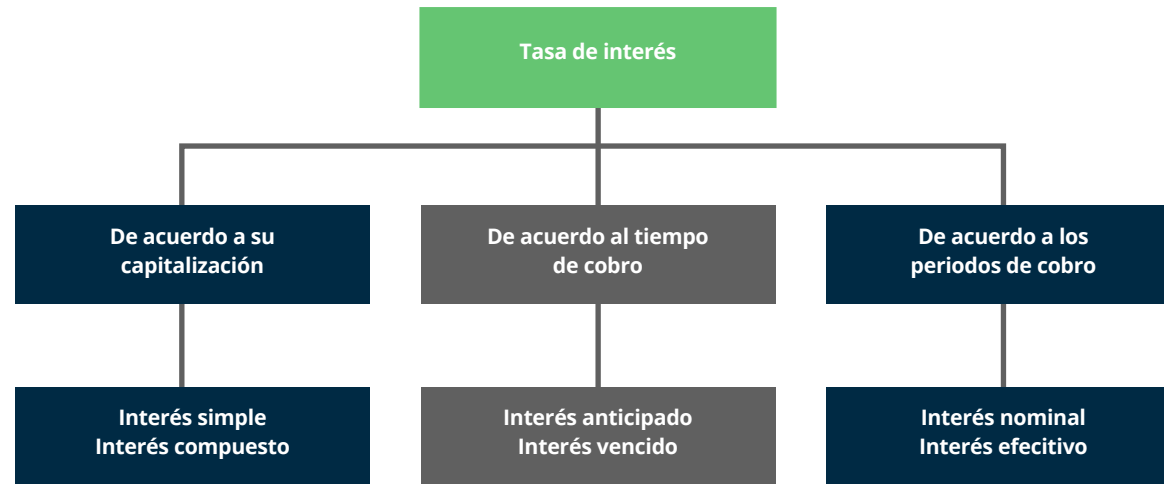 Tasa de interés
De acuerdo a su
capitalización
De acuerdo al tiempo
de cobro
De acuerdo a los
periodos de cobro
Interés simple
Interés compuesto
Interés anticipado
Interés vencido
Interés nominal
Interés efecitivo